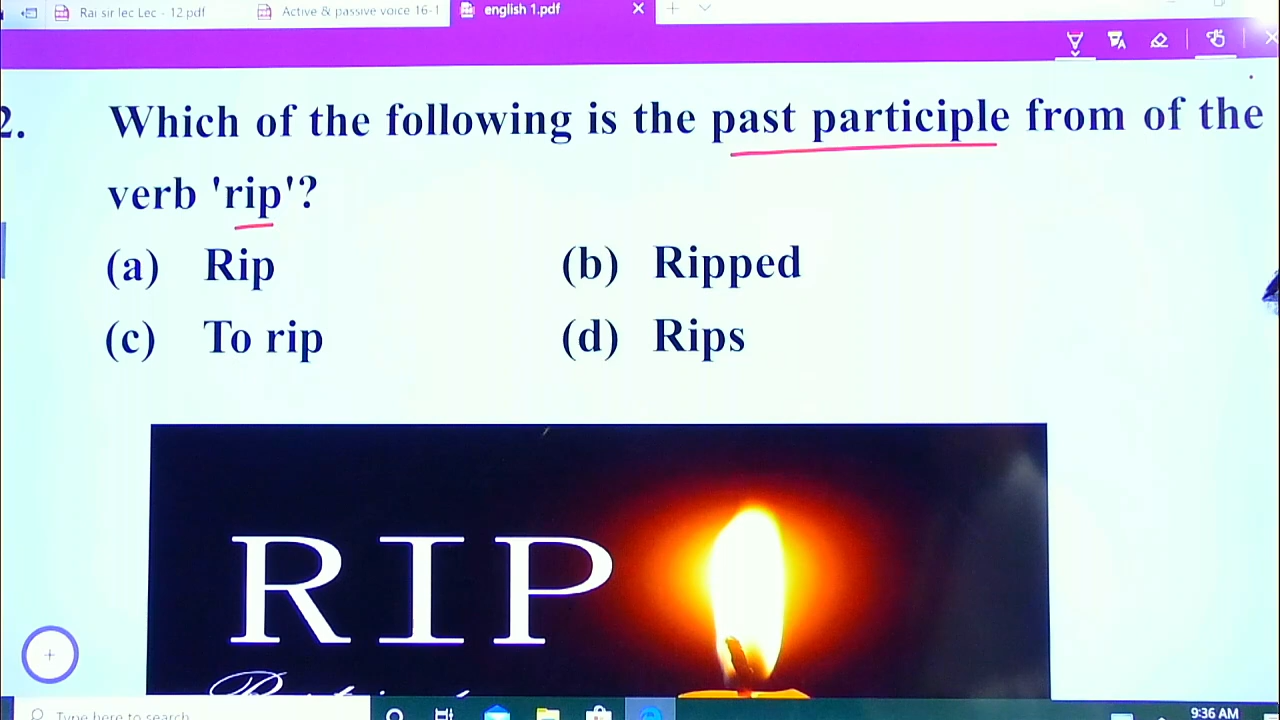 Rai sir lec Lec - 12.pdf
Active & passive voice 16-1
english 1.pdf
2. Which of the following is the past participle from of the
verb 'rip'?
(a) Rip
(b) Ripped
(c) To rip
(d) Rips
RIP
Type here to search
9:36 AM